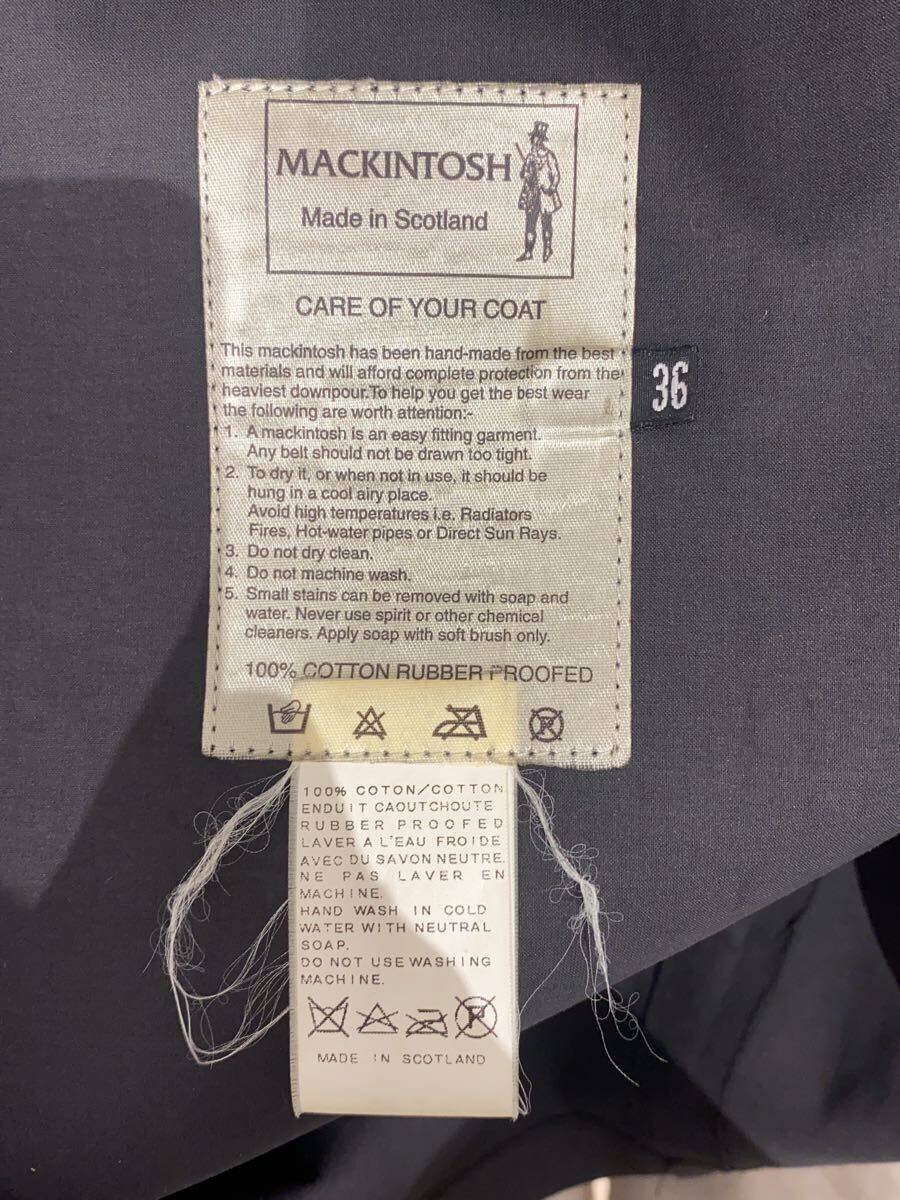 MACKINTOSH
Made in Scotland
CARE OF YOUR COAT
This mackintosh has been hand-made from the best
materials and will afford complete protection from the
heaviest downpour.To help you get the best wear
the following are worth attention:-
1. A mackintosh is an easy fitting garment.
Any belt should not be drawn too tight.
2. To dry it, or when not in use, it should be
hung in a cool airy place.
Avoid high temperatures i.e. Radiators
Fires, Hot-water pipes or Direct Sun Rays.
3. Do not dry clean.
4. Do not machine wash.
5. Small stains can be removed with soap and
water. Never use spirit or other chemical
cleaners. Apply soap with soft brush only.
100% COTTON RUBBER PROOFED
36
100% COTON/COTTON
ENDUIT CAOUTCHOUTE
RUBBER PROOFED
LAVER A L'EAU FROIDE
AVEC DU SAVON NEUTRE.
NE PAS LAVER EN
MACHINE.
HAND WASH IN COLD
WATER WITH NEUTRAL
SOAP.
DO NOT USE WASHING
MACHINE.
MADE IN SCOTLAND